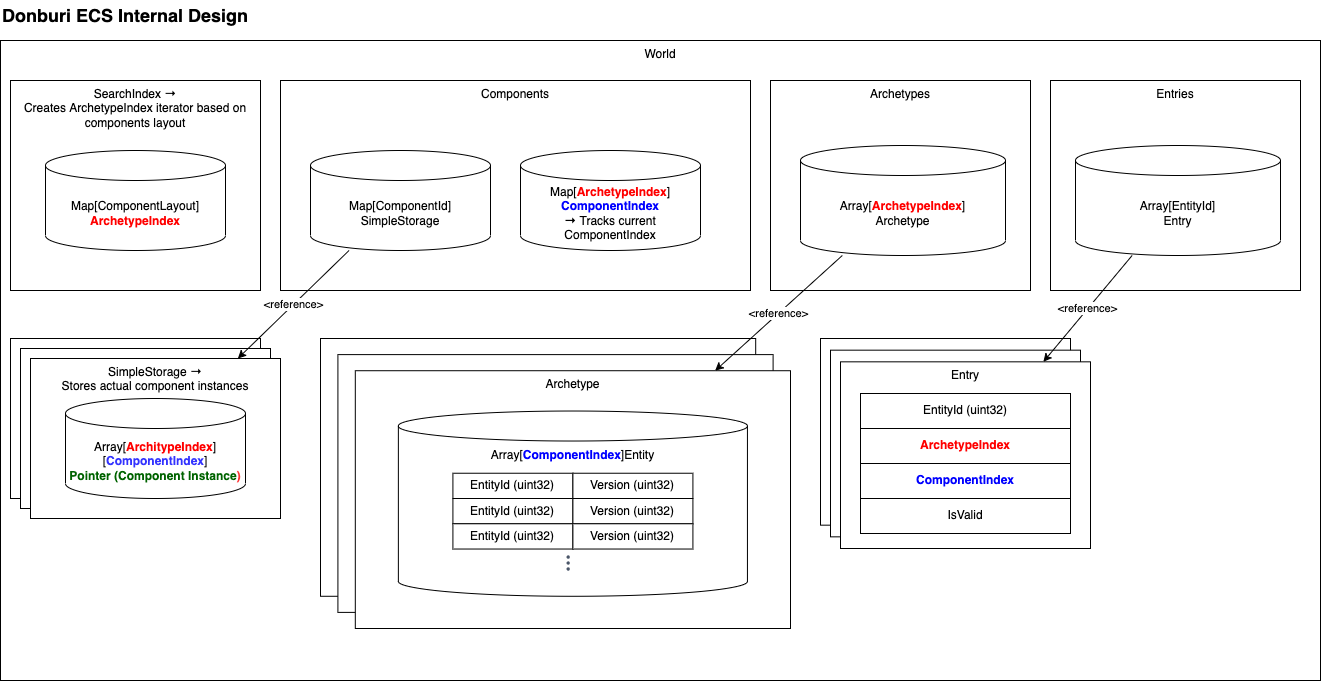 Donburi ECS Internal Design
World
SearchIndex →
Creates ArchetypeIndex iterator based on
components layout
Map[ComponentLayout]
ArchetypeIndex
Components
Map[ComponentId]
SimpleStorage
Map[ArchetypeIndex]
ComponentIndex
→ Tracks current
ComponentIndex
Archetypes
Array[ArchetypeIndex]
Archetype
Entries
Array[EntityId]
Entry
<reference>
<reference>
<reference>
SimpleStorage →
Stores actual component instances
Array[ArchitypeIndex]
[ComponentIndex]
Pointer (Component Instance)
Archetype
Array[ComponentIndex]Entity
EntityId (uint32) Version (uint32)
EntityId (uint32) Version (uint32)
EntityId (uint32) Version (uint32)
Entry
EntityId (uint32)
ArchetypeIndex
ComponentIndex
IsValid